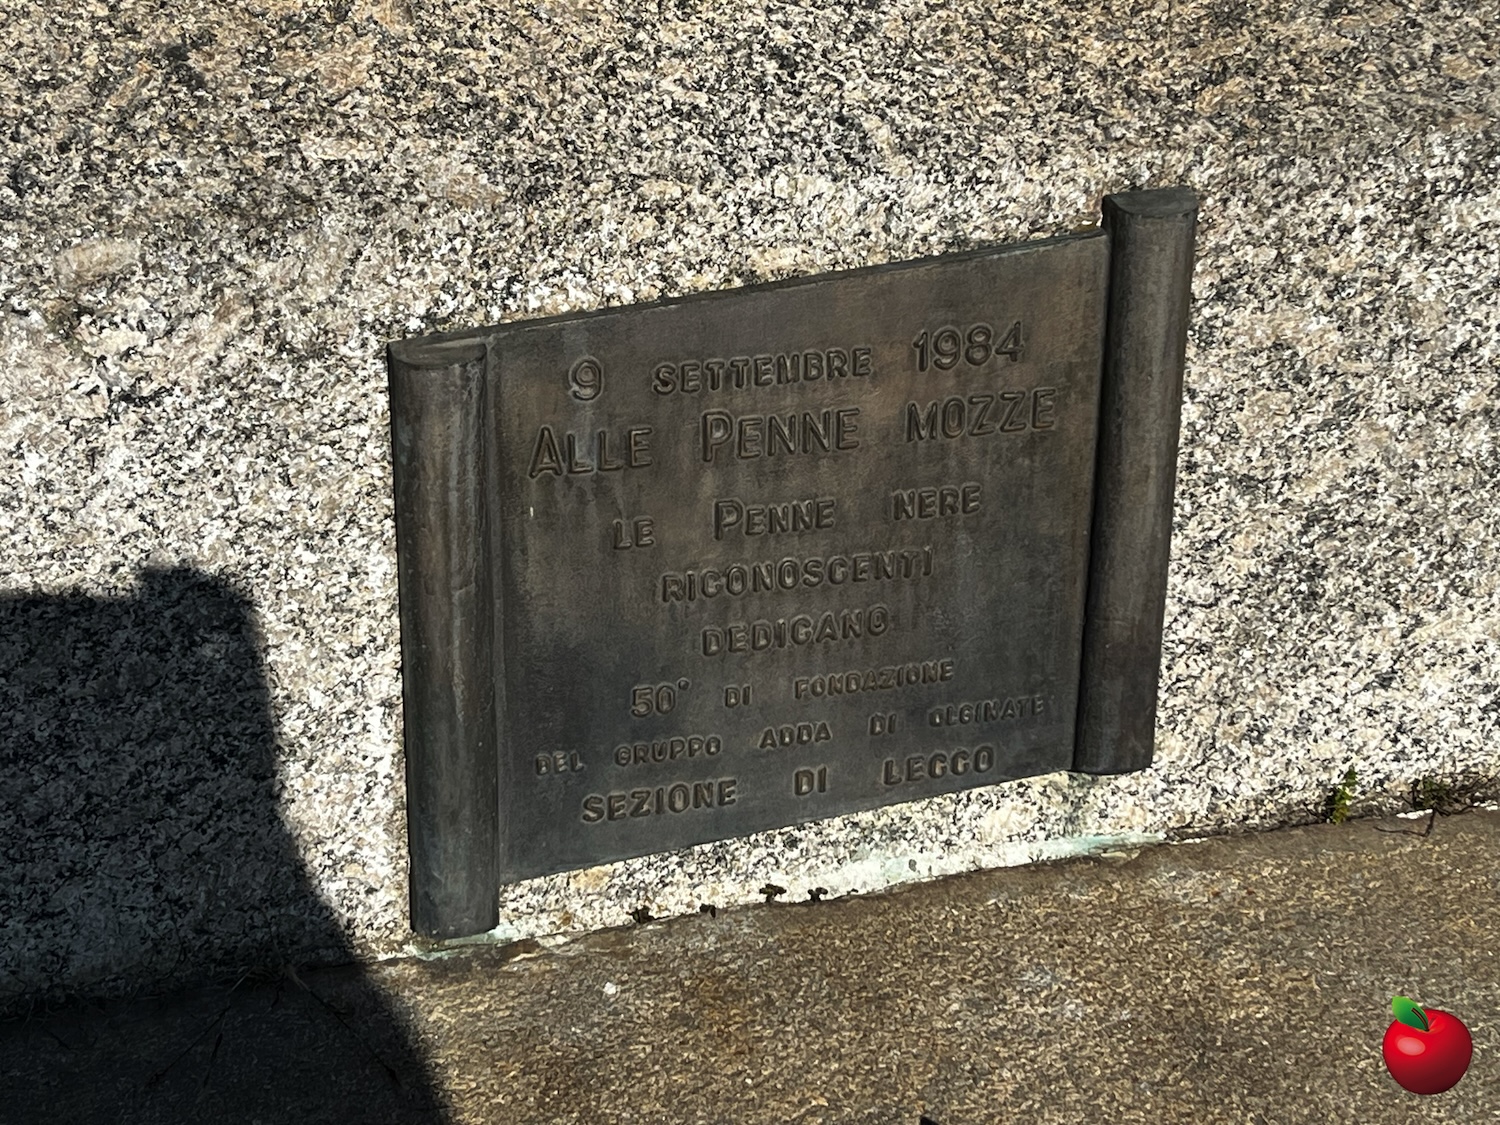 9 SETTEMBRE 1984
ALLE PENNE MOZZE
LE PENNE NERE
RICONOSCENTI
DEDICANO
50° DI FONDAZIONE
DEL GRUPPO ADDA DI OLGINATE
SEZIONE DI LECCO